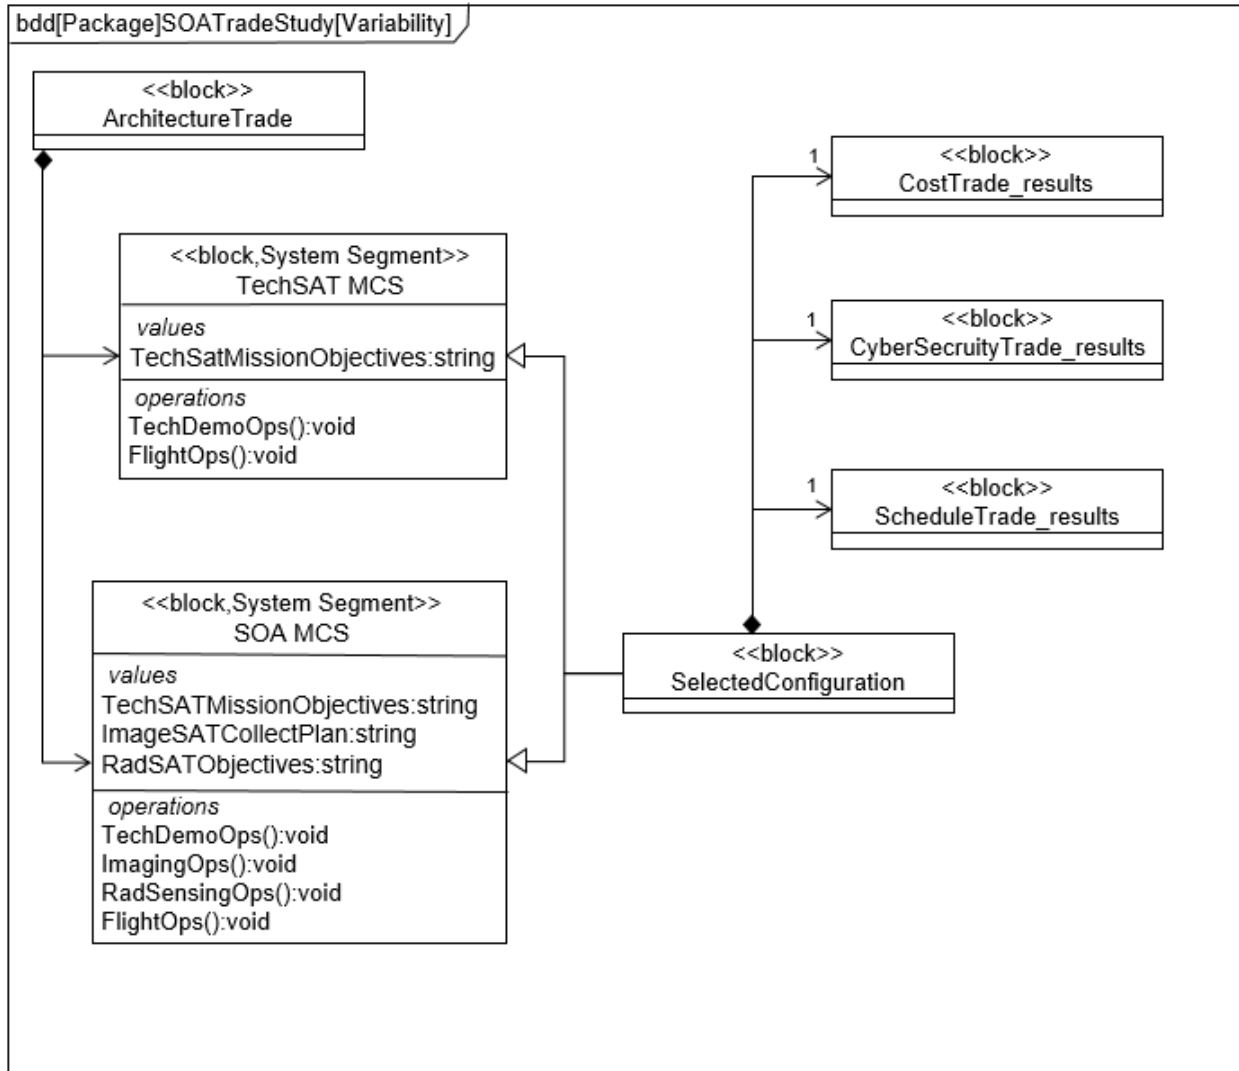 bdd[Package]SOATradeStudy[Variability]
<<block>>
ArchitectureTrade
<<block,System Segment>>
TechSAT MCS
values
TechSatMissionObjectives:string
operations
TechDemoOps():void
FlightOps():void
<<block,System Segment>>
SOA MCS
values
TechSATMissionObjectives:string
ImageSATCollectPlan:string
RadSATObjectives:string
operations
TechDemoOps():void
ImagingOps():void
RadSensingOps():void
FlightOps():void
1
<<block>>
CostTrade_results
1
<<block>>
CyberSecruityTrade_results
1
<<block>>
ScheduleTrade_results
<<block>>
SelectedConfiguration